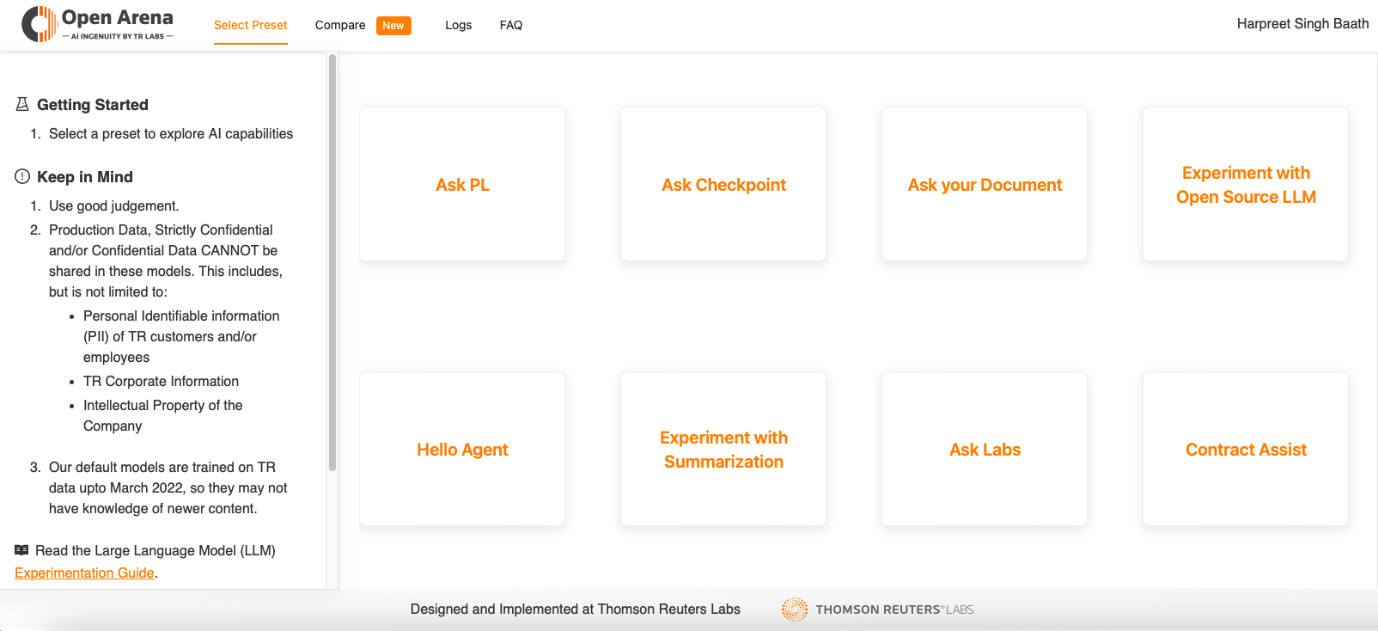 Open Arena
AI INGENUITY BY TR LABS
Select Preset
Compare
New
Logs
FAQ
Harpreet Singh Baath
Getting Started
1. Select a preset to explore AI capabilities
Keep in Mind
1. Use good judgement.
2. Production Data, Strictly Confidential
and/or Confidential Data CANNOT be
shared in these models. This includes,
but is not limited to:
• Personal Identifiable information
(PII) of TR customers and/or
employees
• TR Corporate Information
• Intellectual Property of the
Company
3. Our default models are trained on TR
data upto March 2022, so they may not
have knowledge of newer content.
Read the Large Language Model (LLM)
Experimentation Guide.
Ask PL
Ask Checkpoint
Ask your Document
Experiment with
Open Source LLM
Hello Agent
Experiment with
Summarization
Ask Labs
Contract Assist
Designed and Implemented at Thomson Reuters Labs
THOMSON REUTERS® LABS